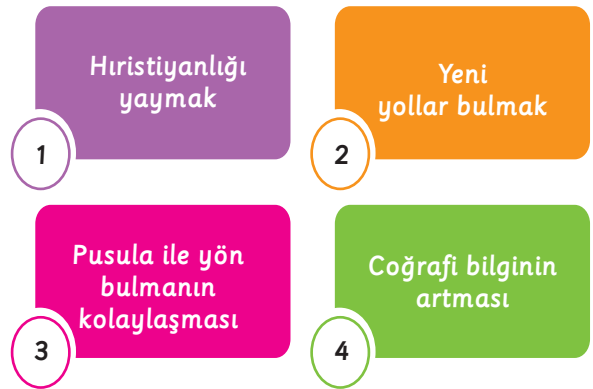 Hıristiyanlığı
yaymak
1
Yeni
yollar bulmak
2
Pusula ile yön
bulmanın
kolaylaşması
3
Coğrafi bilginin
artması
4